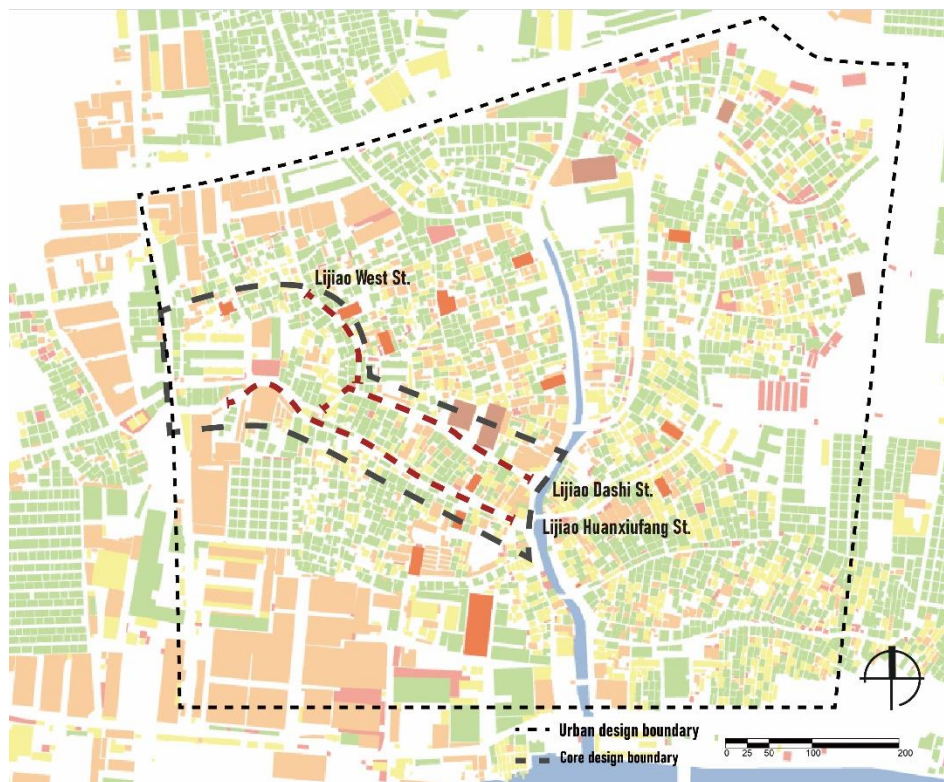 Lijiao West St.
Lijiao Dashi St.
Lijiao Huanxiufang St.
Urban design boundary
Core design boundary
0 25 50 100 200